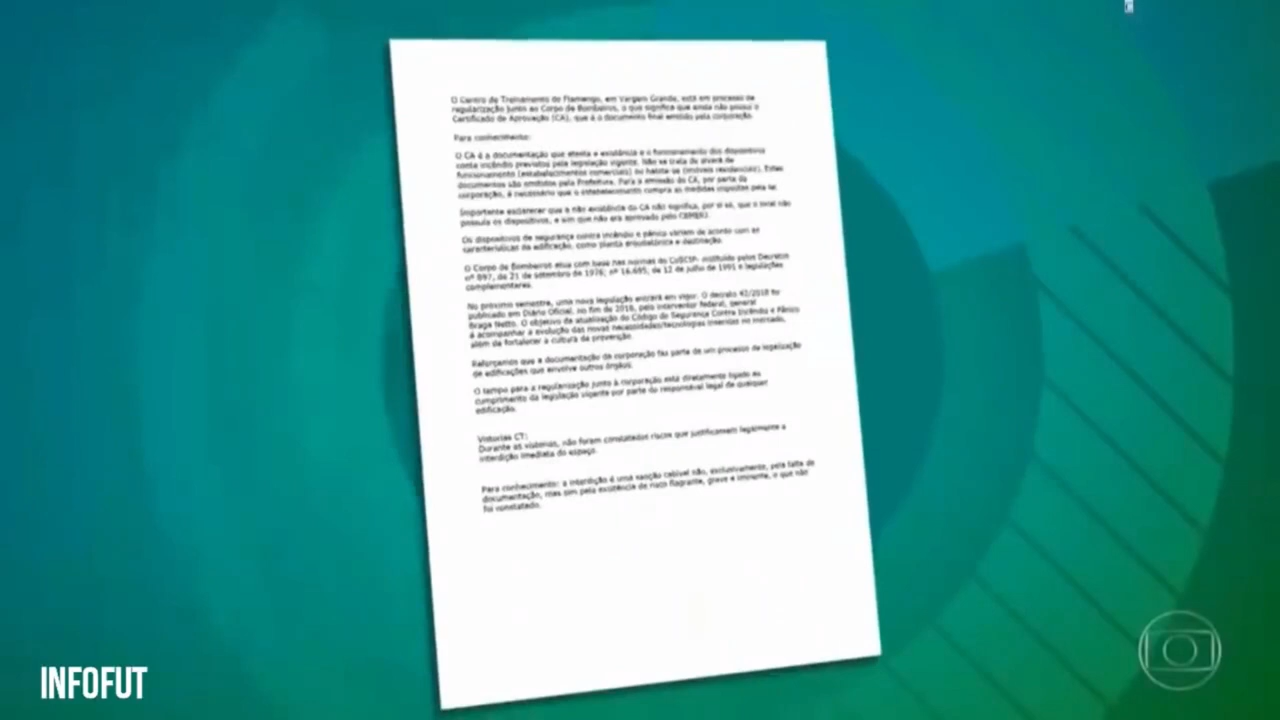 O Centro de Treinamento do Flamengo, em Vargem Grande, está em processo de
regularização junto ao Corpo de Bombeiros, o que significa que ainda não possui o
Certificado de Aprovação (CA), que é o documento final emitido pela corporação.
Para conhecimento:
O CA é a documentação que atesta a existência e o funcionamento dos dispositivos
conta incêndio previstos pela legislação vigente. Não se trata de alvará de
funcionamento (estabelecimentos comerciais) ou habite-se (imóveis residenciais). Estes
documentos são emitidos pela Prefeitura. Para a emissão do CA, por parte da
corporação, é necessário que o estabelecimento cumpra as medidas impostas pela lei.
Importante esclarecer que a não existência do CA não significa, por si só, que o local não
possuía os dispositivos, e sim que não era aprovado pelo CBMERJ.
Os dispositivos de segurança contra incêndio e pânico variam de acordo com as
características da edificação, como planta arquitetônica e destinação.
O Corpo de Bombeiros atua com base nas normas do CoSCIP- instituído pelos Decretos
nº 897, de 21 de setembro de 1976; nº 16.695, de 12 de julho de 1991 e legislações
complementares.
No próximo semestre, uma nova legislação entrará em vigor. O decreto 42/2018 foi
publicado em Diário Oficial, no fim de 2018, pelo interventor federal, general
Braga Netto. O objetivo da atualização do Código de Segurança Contra Incêndio e Pânico
é acompanhar a evolução das novas necessidades/tecnologias inseridas no mercado,
além de fortalecer a cultura da prevenção.
Reforçamos que a documentação da corporação faz parte de um processo de legalização
de edificações que envolve outros órgãos.
O tempo para a regularização junto à corporação está diretamente ligado ao
cumprimento da legislação vigente por parte do responsável legal de qualquer
edificação.
Vistorias CT:
Durante as vistorias, não foram constatados riscos que justificassem legalmente a
interdição imediata do espaço.
Para conhecimento: a interdição é uma sanção cabível não, exclusivamente, pela falta de
documentação, mas sim pela existência de risco flagrante, grave e iminente, o que não
foi constatado.
INFOFUT